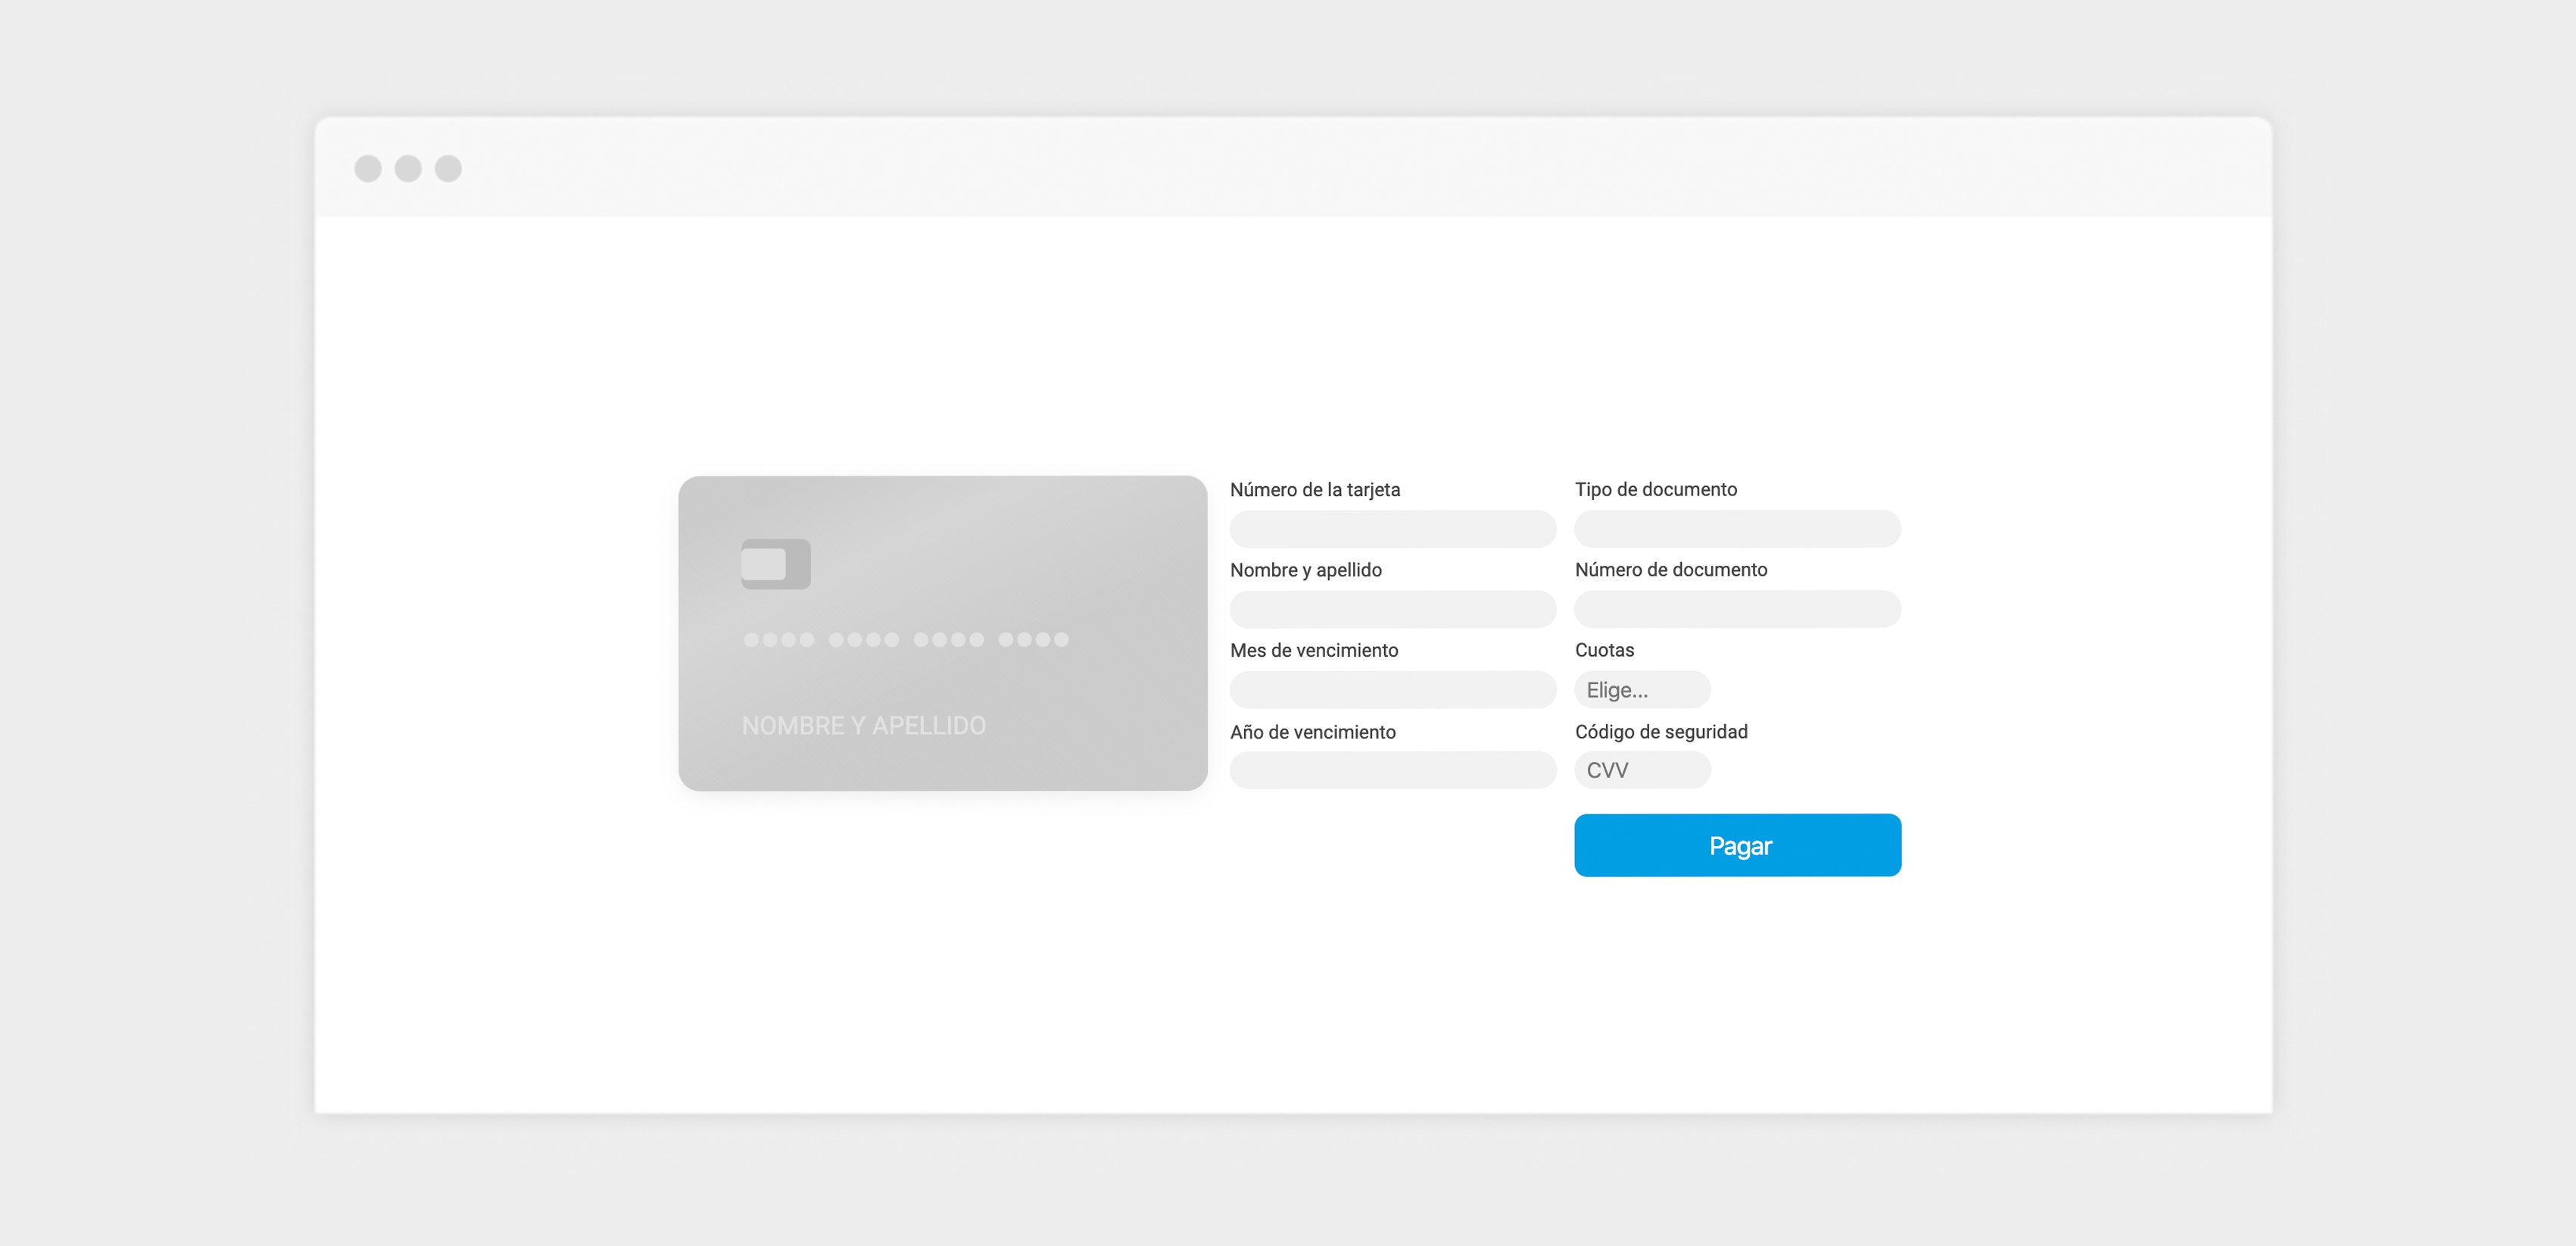 NOMBRE Y APELLIDO
Número de la tarjeta
Nombre y apellido
Mes de vencimiento
Año de vencimiento
Tipo de documento
Número de documento
Cuotas
Elige...
Código de seguridad
CVV
Pagar